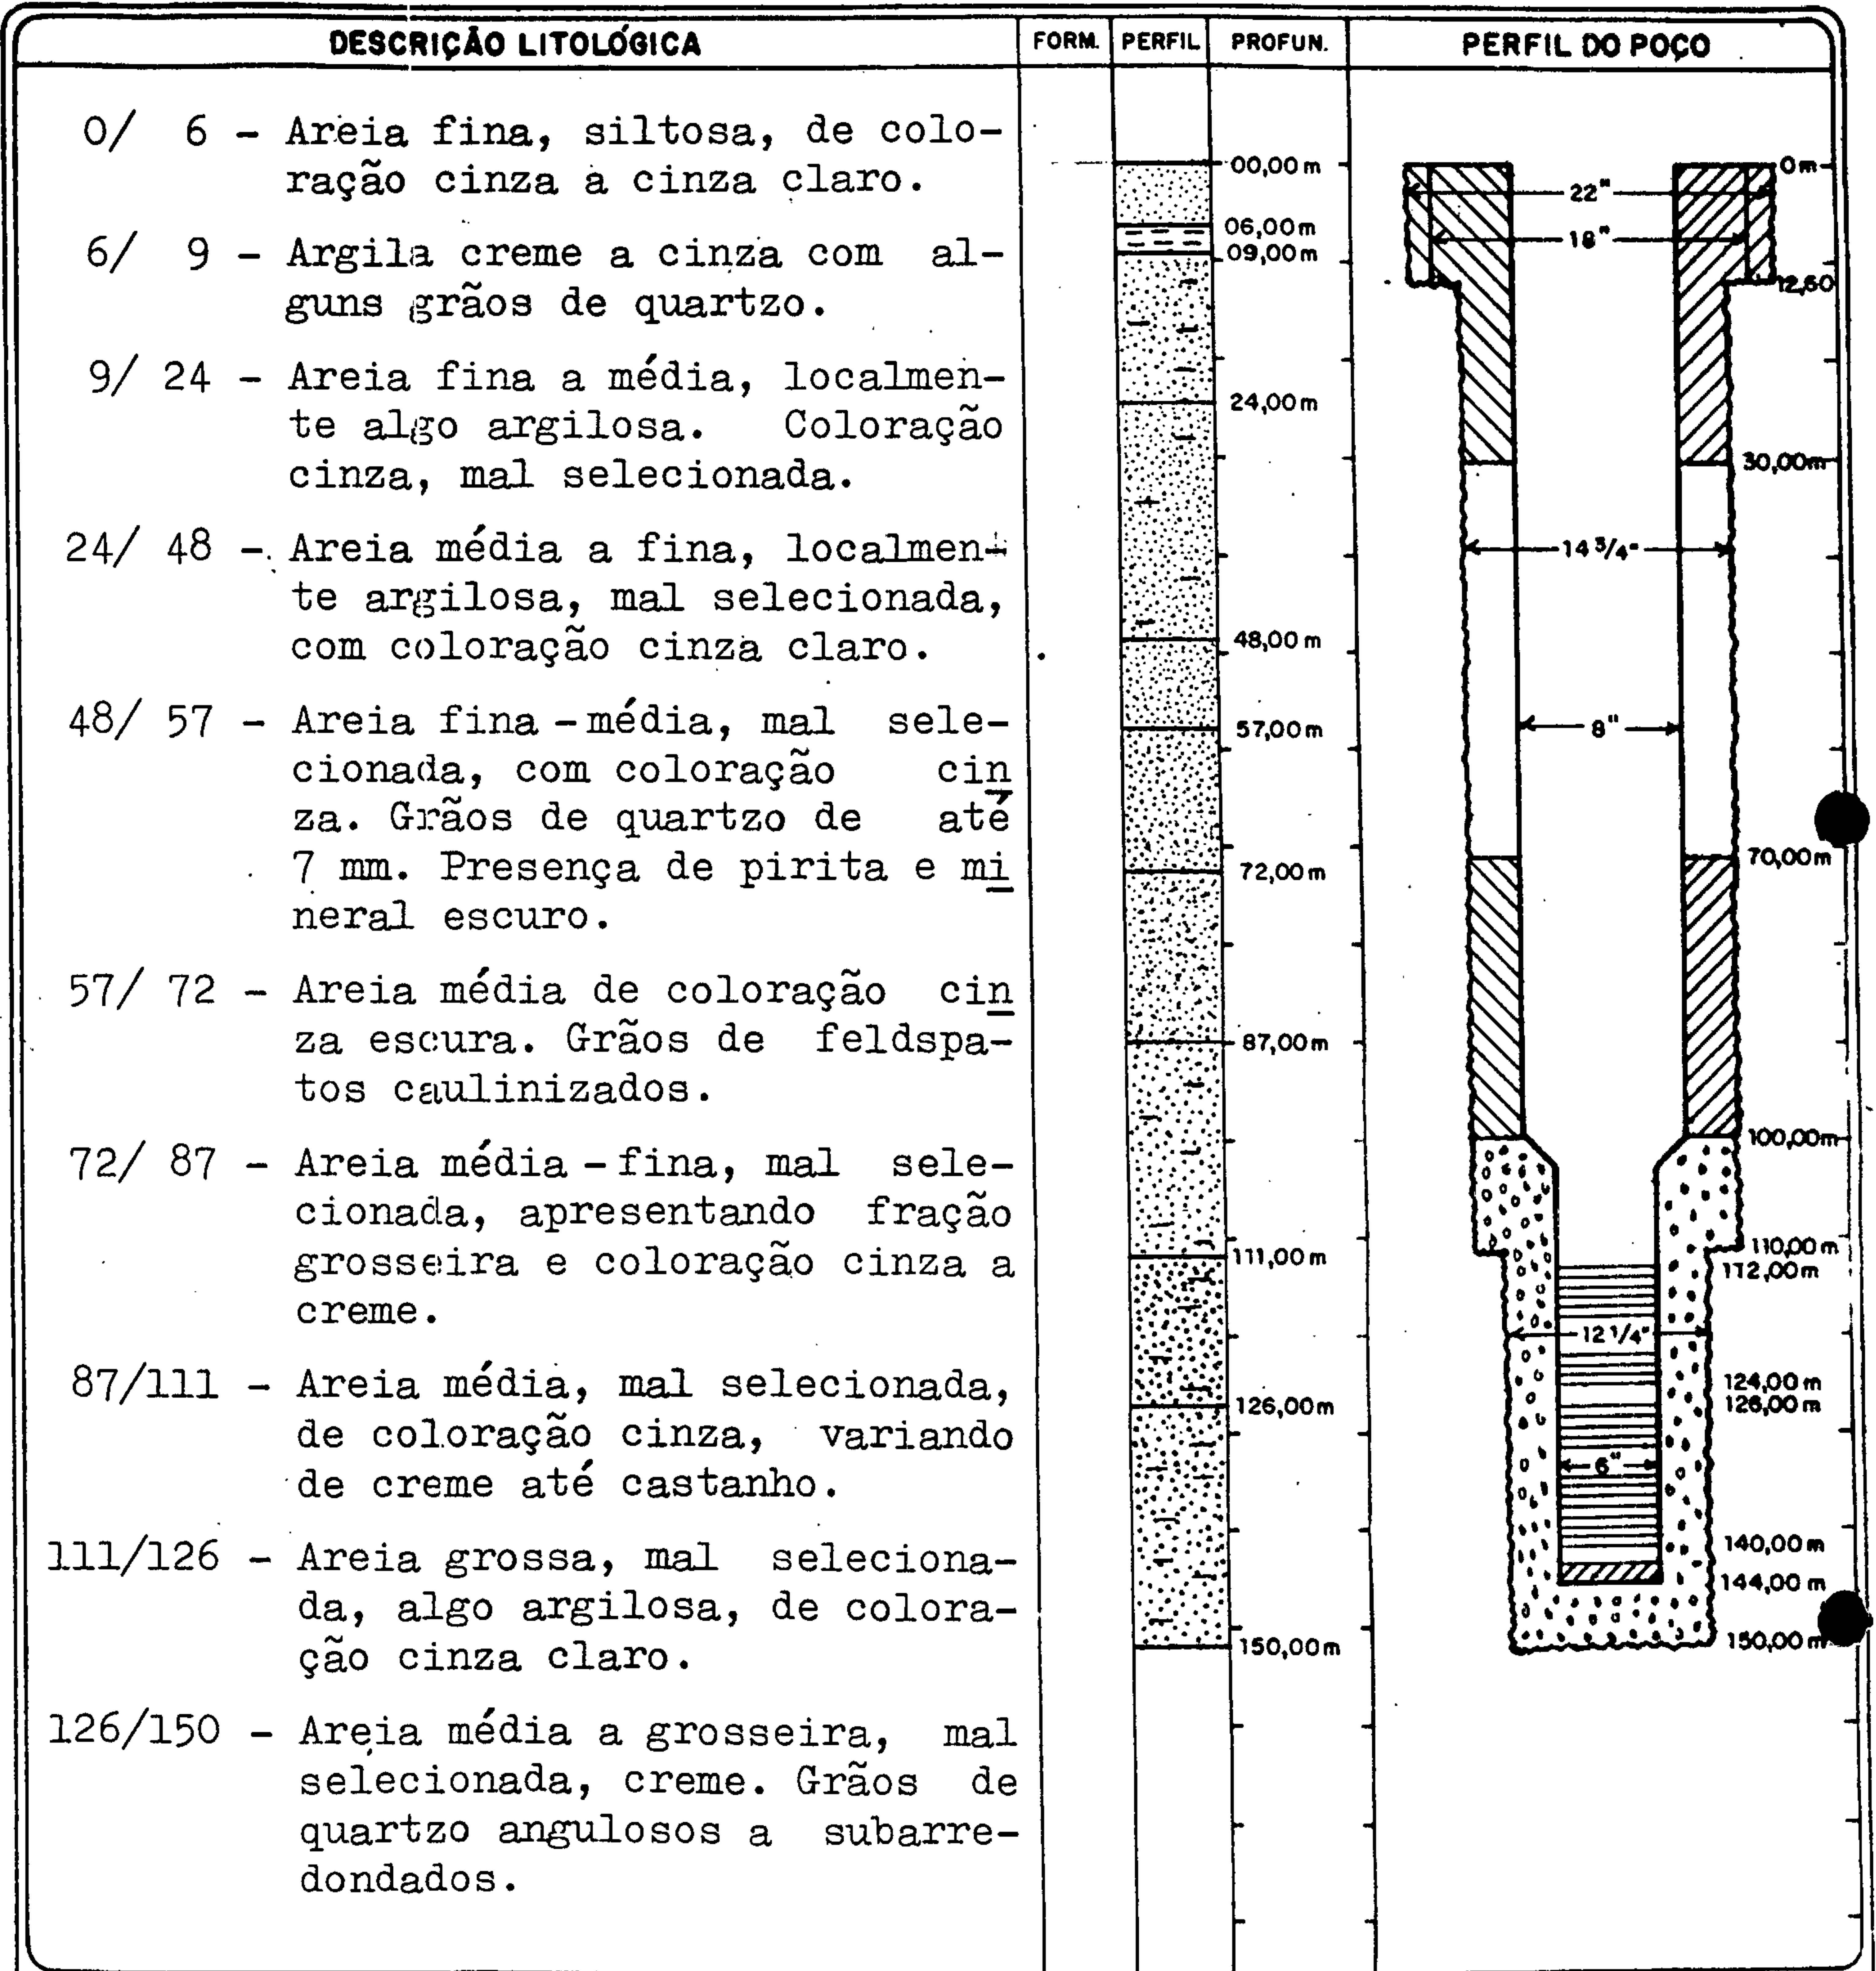 DESCRIÇÃO LITOLÓGICA
FORM.
PERFIL
PROFUN.
PERFIL DO POÇO
0/ 6 - Areia fina, siltosa, de colo-
ração cinza a cinza claro.
6/ 9 - Argila creme a cinza com al-
guns grãos de quartzo.
9/ 24 - Areia fina a média, localmen-
te algo argilosa. Coloração
cinza, mal selecionada.
24/ 48 - Areia média a fina, localmen-
te argilosa, mal selecionada,
com coloração cinza claro.
48/ 57 - Areia fina-média, mal sele-
cionada, com coloração cin
za. Grãos de quartzo de até
7 mm. Presença de pirita e mi
neral escuro.
57/ 72 - Areia média de coloração cin
za escura. Grãos de feldspa-
tos caulinizados.
72/ 87 - Areia média-fina, mal sele-
cionada, apresentando fração
grosseira e coloração cinza a
creme.
87/111 - Areia média, mal selecionada,
de coloração cinza, variando
de creme até castanho.
111/126 - Areia grossa, mal seleciona-
da, algo argilosa, de colora-
ção cinza claro.
126/150 - Areia média a grosseira, mal
selecionada, creme. Grãos de
quartzo angulosos a subarre-
dondados.
00,00 m
06,00 m
09,00 m
24,00 m
48,00 m
57,00 m
72,00 m
87,00 m
111,00 m
126,00 m
150,00 m
0 m
22"
18"
12,60
30,00 m
14 3/4"
8"
70,00 m
100,00 m
110,00 m
112,00 m
12 1/4"
124,00 m
126,00 m
6"
140,00 m
144,00 m
150,00 m